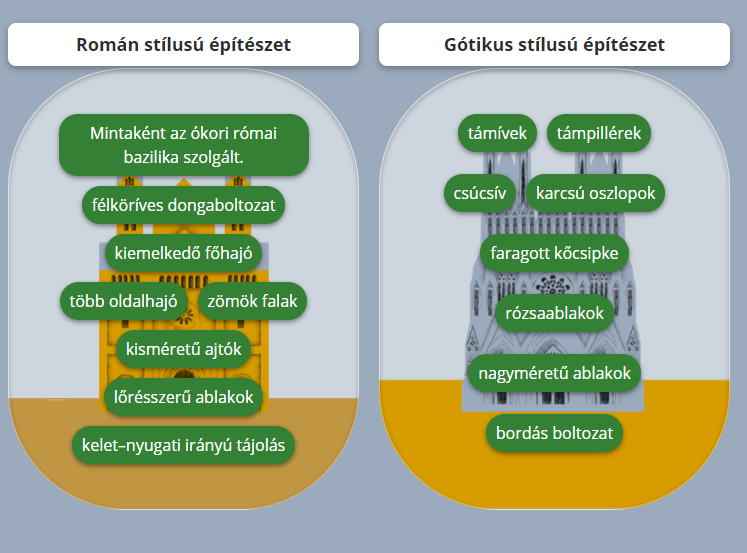 Román stílusú építészet
Mintaként az ókori római
bazilika szolgált.
félköríves dongaboltozat
kiemelkedő főhajó
több oldalhajó
zömök falak
kisméretű ajtók
lőrésszerű ablakok
kelet–nyugati irányú tájolás
Gótikus stílusú építészet
támívek
támpillérek
csúcsív
karcsú oszlopok
faragott kőcsipke
rózsaablakok
nagyméretű ablakok
bordás boltozat